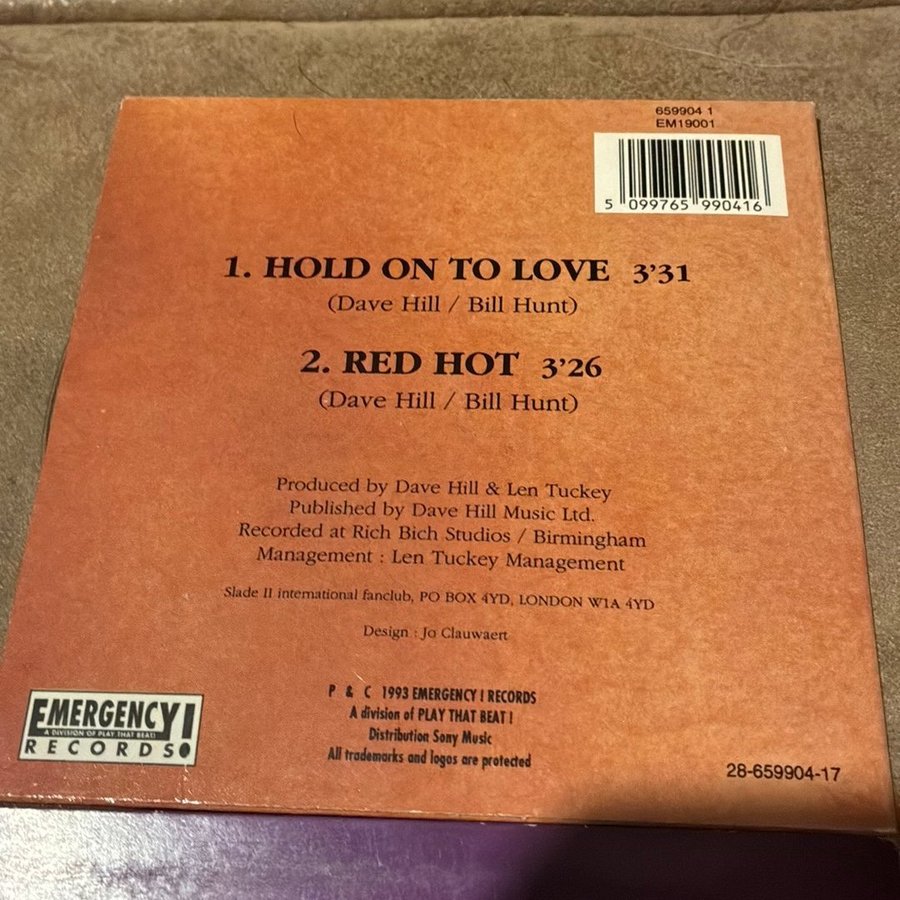 659904 1
EM19001
5 099765 990416
1. HOLD ON TO LOVE 3'31
(Dave Hill / Bill Hunt)
2. RED HOT 3'26
(Dave Hill / Bill Hunt)
Produced by Dave Hill & Len Tuckey
Published by Dave Hill Music Ltd.
Recorded at Rich Bich Studios / Birmingham
Management : Len Tuckey Management
Slade II international fanclub, PO BOX 4YD, LONDON W1A 4YD
Design : Jo Clauwaert
P & C 1993 EMERGENCY ! RECORDS
A division of PLAY THAT BEAT !
Distribution Sony Music
All trademarks and logos are protected
EMERGENCY!
A DIVISION OF PLAY THAT BEAT!
RECORDS
28-659904-17